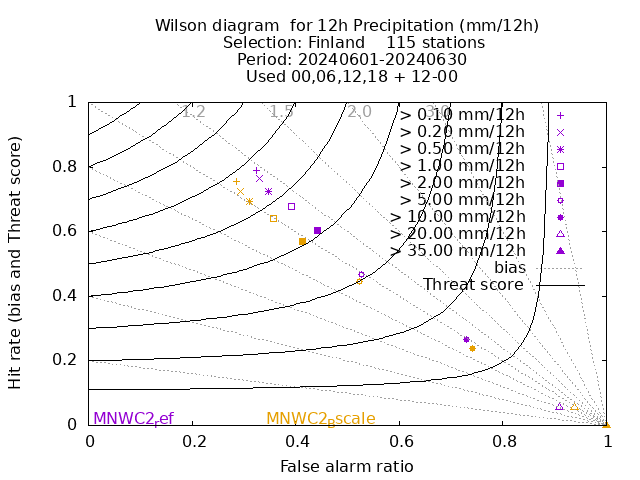 Wilson diagram  for 12h Precipitation (mm/12h)
Selection: Finland    115 stations
Period: 20240601-20240630
Used 00,06,12,18 + 12-00
Hit rate (bias and Threat score)
1
0.8
0.6
0.4
0.2
0
1.2
1.5
2.0
3.0
> 0.10 mm/12h
> 0.20 mm/12h
> 0.50 mm/12h
> 1.00 mm/12h
> 2.00 mm/12h
> 5.00 mm/12h
> 10.00 mm/12h
> 20.00 mm/12h
> 35.00 mm/12h
bias
Threat score
MNWC2ref
MNWC2Bscale
0
0.2
0.4
0.6
0.8
1
False alarm ratio